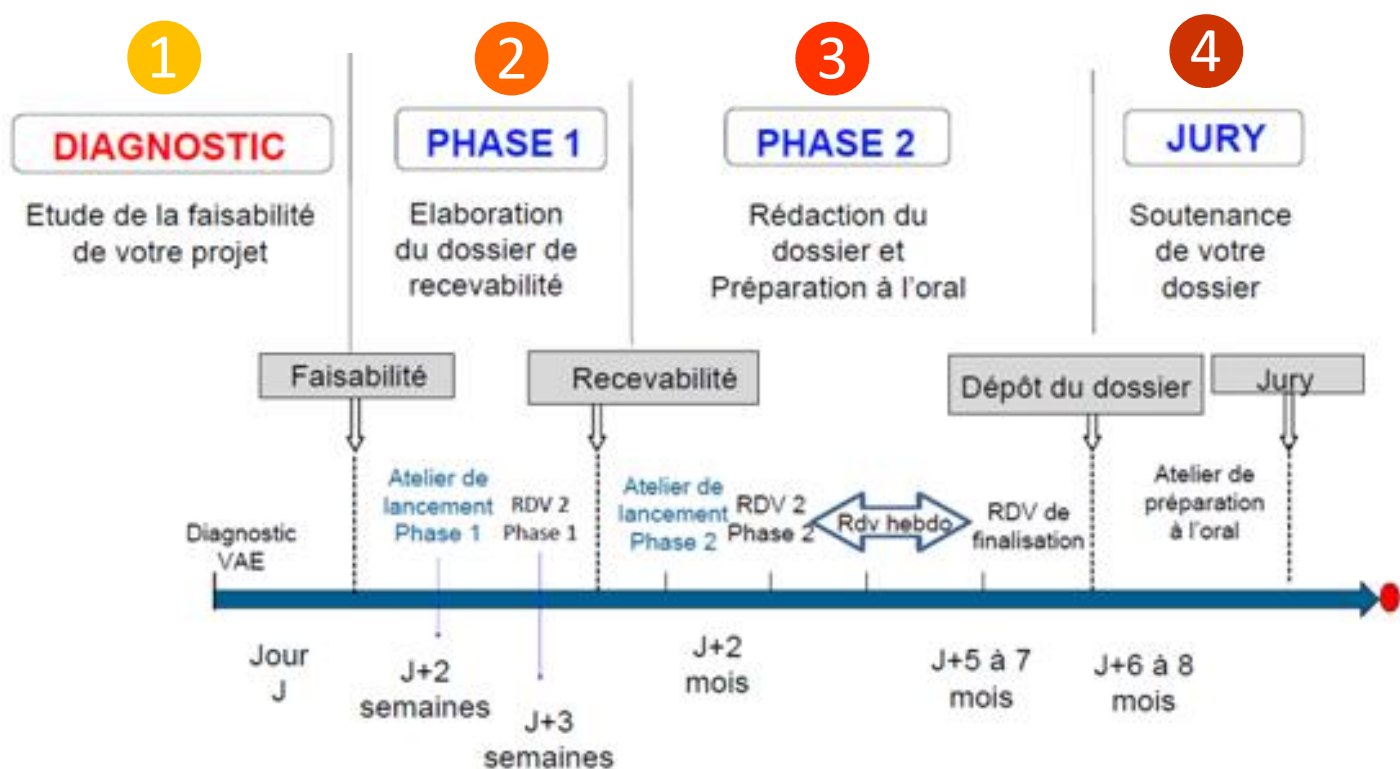 1
2
3
4
DIAGNOSTIC
PHASE 1
PHASE 2
JURY
Etude de la faisabilité
de votre projet
Elaboration
du dossier de
recevabilité
Rédaction du
dossier et
Préparation à l'oral
Soutenance
de votre
dossier
Faisabilité
Recevabilité
Dépôt du dossier
Jury
Diagnostic
VAE
Atelier de
lancement
Phase 1
RDV 2
Phase 1
Atelier de
lancement
Phase 2
RDV 2
Phase 2
Rdv hebdo
RDV de
finalisation
Atelier de
préparation
à l'oral
Jour
J
J+2
semaines
J+3
semaines
J+2
mois
J+5 à 7
mois
J+6 à 8
mois